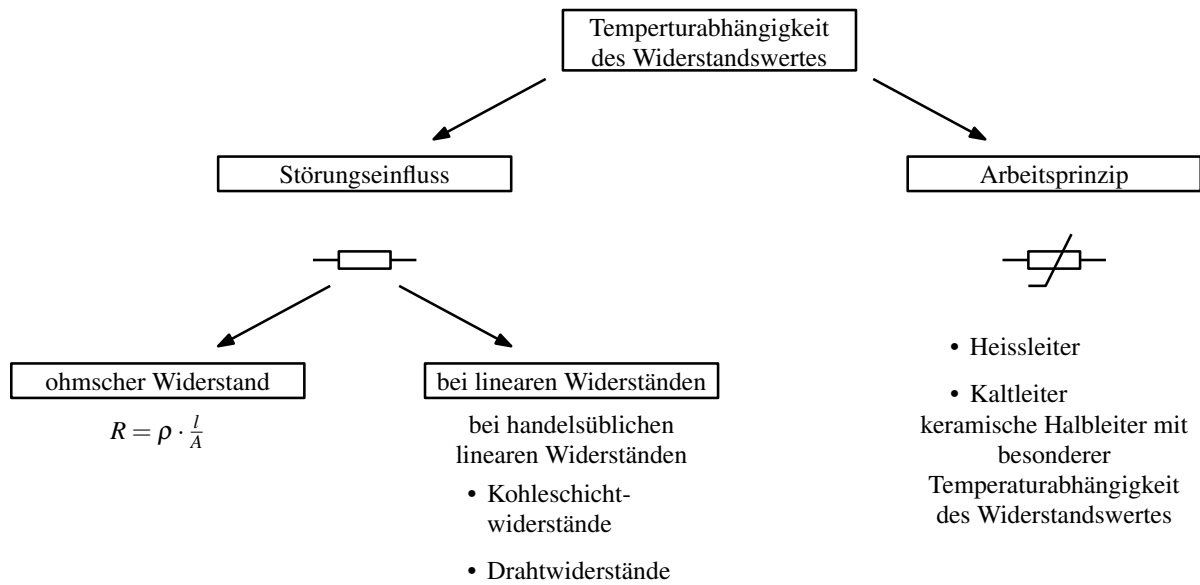 Temperturabhängigkeit
des Widerstandswertes
Störungseinfluss
Arbeitsprinzip
ohmscher Widerstand
R = ρ · l/A
bei linearen Widerständen
bei handelsüblichen
linearen Widerständen
• Kohleschicht-
widerstände
• Drahtwiderstände
• Heissleiter
• Kaltleiter
keramische Halbleiter mit
besonderer
Temperaturabhängigkeit
des Widerstandswertes